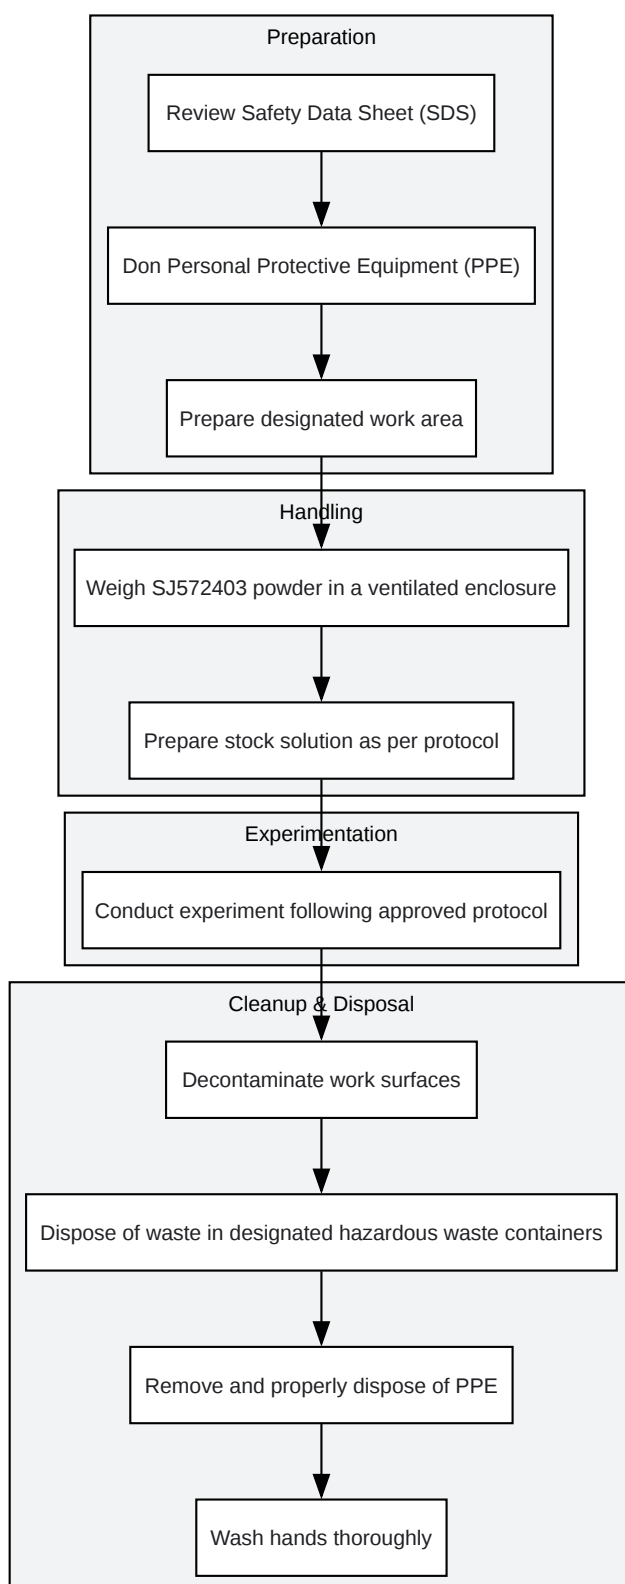 Preparation
Review Safety Data Sheet (SDS)
Don Personal Protective Equipment (PPE)
Prepare designated work area
Handling
Weigh SJ572403 powder in a ventilated enclosure
Prepare stock solution as per protocol
Experimentation
Conduct experiment following approved protocol
Cleanup & Disposal
Decontaminate work surfaces
Dispose of waste in designated hazardous waste containers
Remove and properly dispose of PPE
Wash hands thoroughly